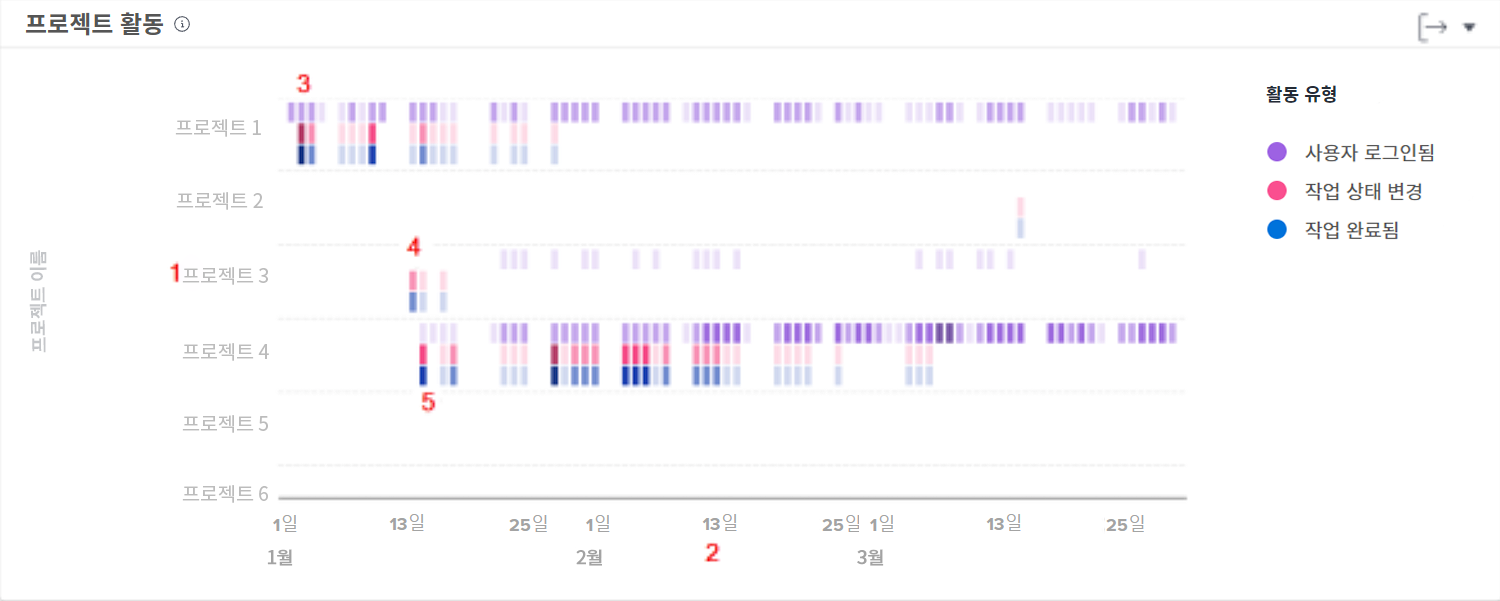 프로젝트 활동
3
활동 유형
프로젝트 1
사용자 로그인됨
작업 상태 변경
프로젝트 2
작업 완료됨
4
1 프로젝트 3
프로젝트 이름
프로젝트 4
5
프로젝트 5
프로젝트 6
1일 13일 25일 1일 13일 25일 1일 13일 25일
1월 2월 2 3월